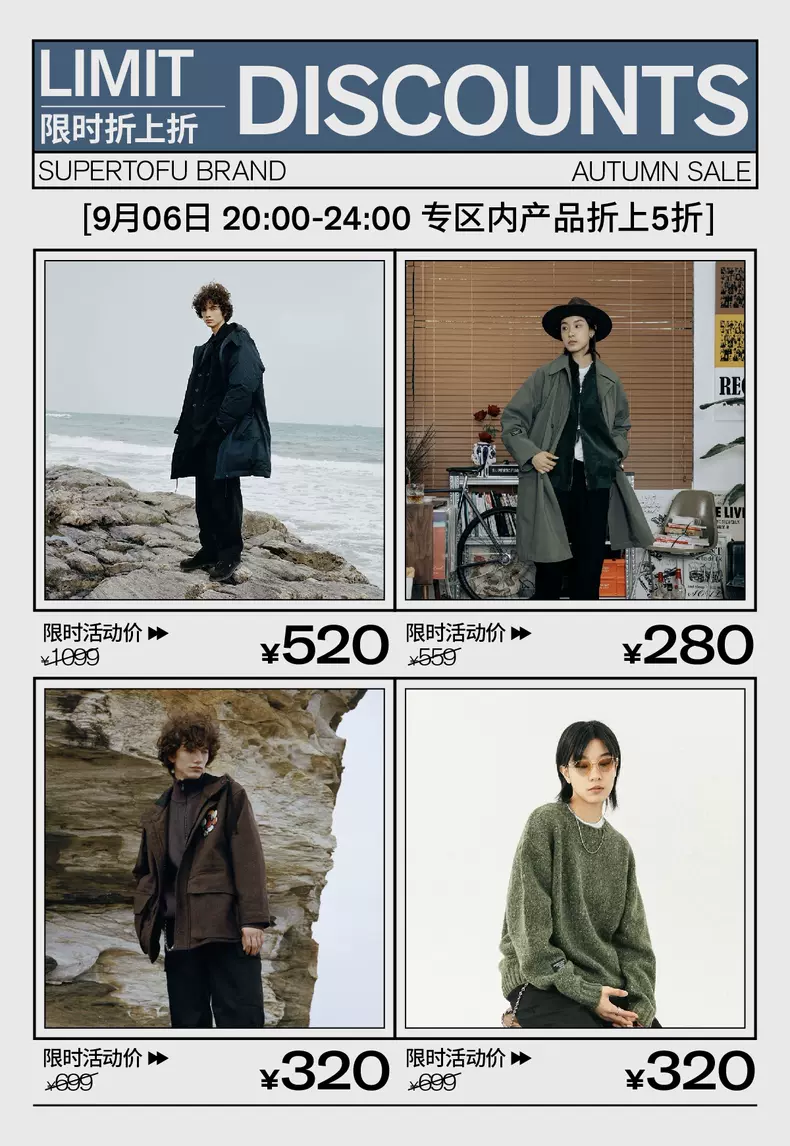 LIMIT
限时折上折
DISCOUNTS
SUPERTOFU BRAND
AUTUMN SALE
[9月06日 20:00-24:00 专区内产品折上5折]
REC
E LIVE
限时活动价
¥1099
¥520
限时活动价
¥559
¥280
限时活动价
¥699
¥320
限时活动价
¥699
¥320